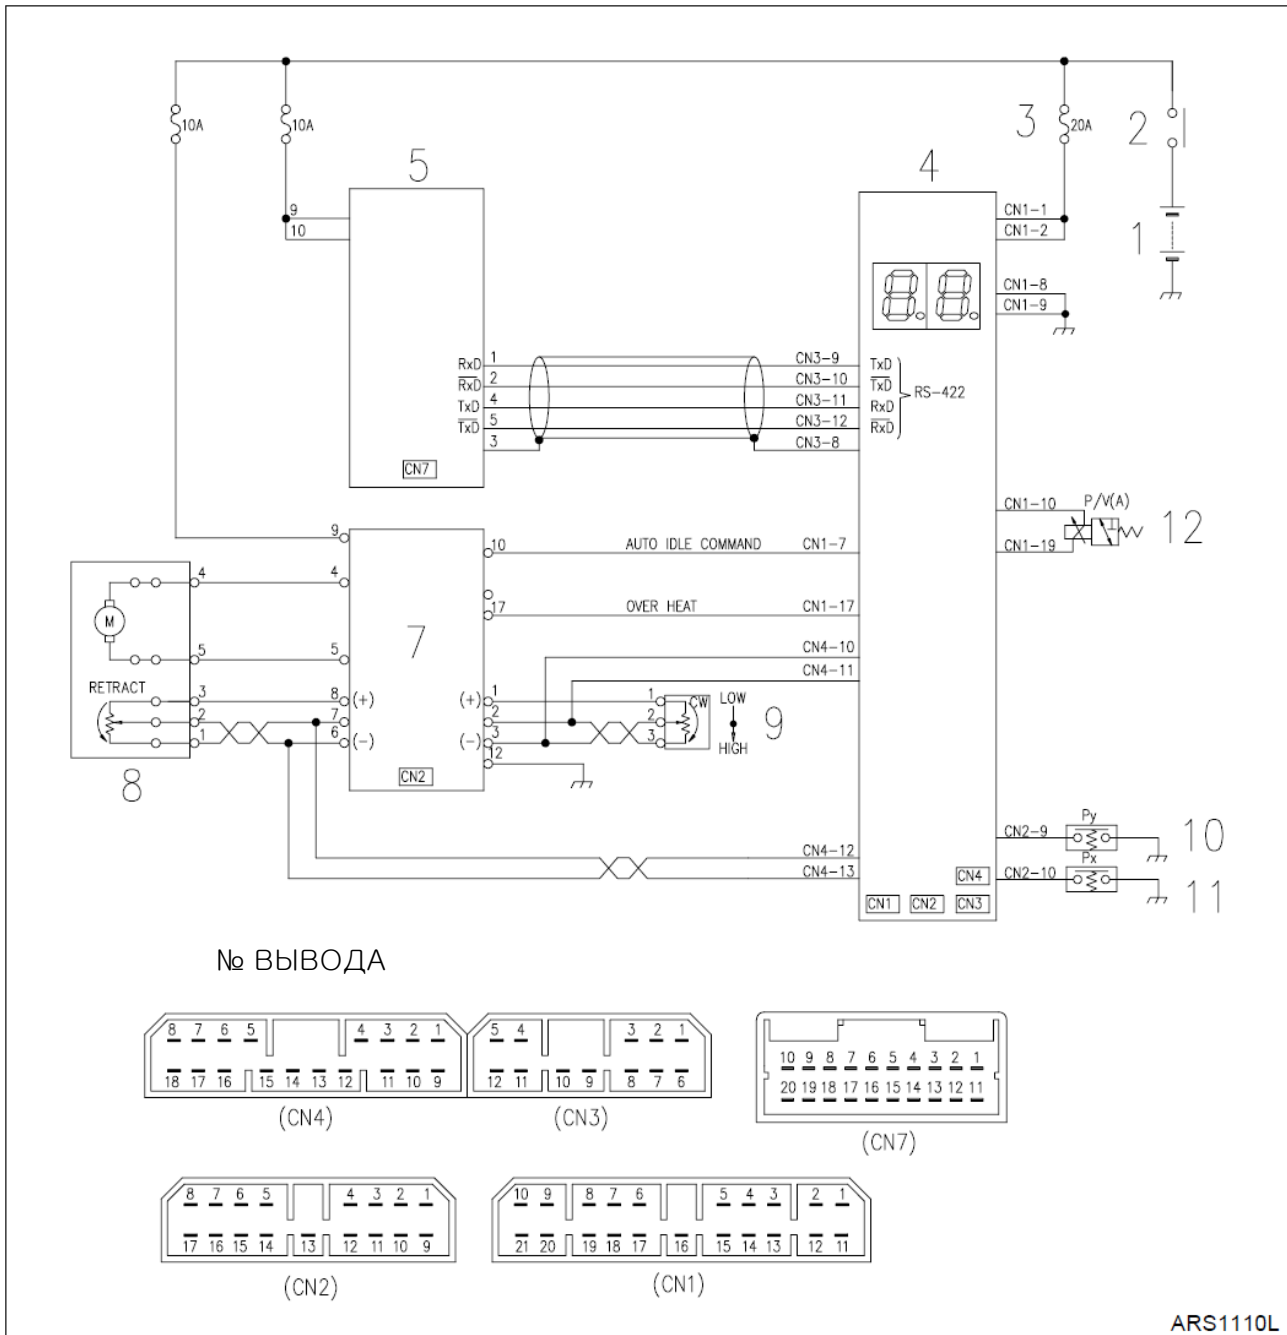 10A
10A
3
20A
2
5
4
1
9
10
CN1-1
CN1-2
CN1-8
CN1-9
8.8.
RxD 1
RxD 2
TxD 4
TxD 5
3
CN7
CN3-9 TxD
CN3-10 TxD
CN3-11 RxD
CN3-12 RxD
CN3-8
RS-422
CN1-10 P/V(A)
CN1-19
12
9
10 AUTO IDLE COMMAND CN1-7
4 4
17 OVER HEAT CN1-17
M
7
5 5
CN4-10
CN4-11
RETRACT
3 8 (+)
2 7
1 6 (-)
(+) 1
2
(-) 3
12
1 CW
2
3
LOW
HIGH
9
CN2
8
CN4-12
CN4-13
CN2-9 Py
10
CN2-10 Px
11
CN4
CN1 CN2 CN3
№ ВЫВОДА
8 7 6 5 4 3 2 1
18 17 16 15 14 13 12 11 10 9
(CN4)
5 4 3 2 1
12 11 10 9 8 7 6
(CN3)
10 9 8 7 6 5 4 3 2 1
20 19 18 17 16 15 14 13 12 11
(CN7)
8 7 6 5 4 3 2 1
17 16 15 14 13 12 11 10 9
(CN2)
10 9 8 7 6 5 4 3 2 1
21 20 19 18 17 16 15 14 13 12 11
(CN1)
ARS1110L